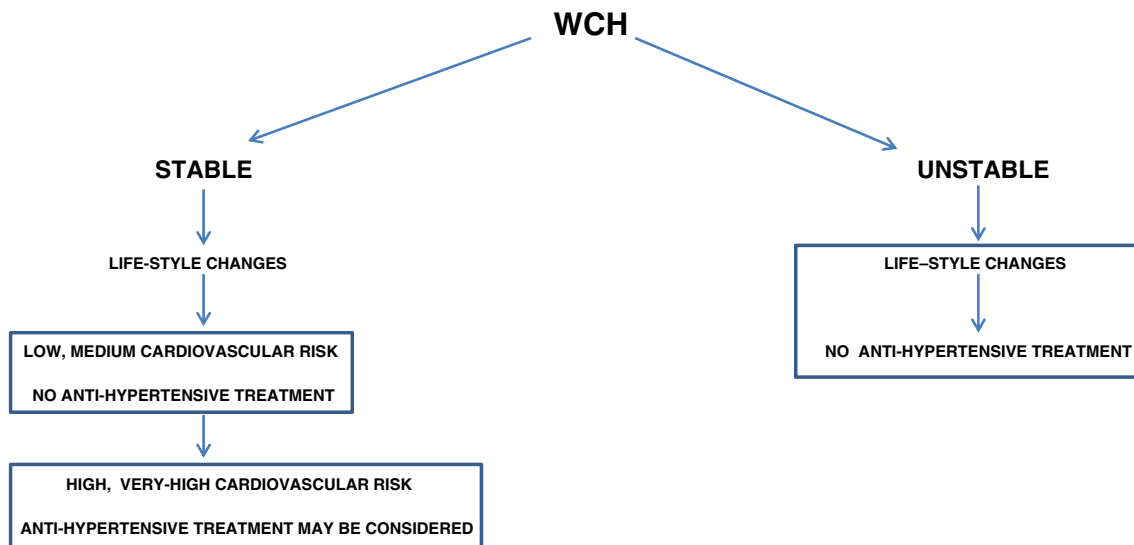 WCH
STABLE
UNSTABLE
LIFE-STYLE CHANGES
LIFE–STYLE CHANGES
LOW, MEDIUM CARDIOVASCULAR RISK
NO ANTI-HYPERTENSIVE TREATMENT
NO ANTI-HYPERTENSIVE TREATMENT
HIGH, VERY-HIGH CARDIOVASCULAR RISK
ANTI-HYPERTENSIVE TREATMENT MAY BE CONSIDERED